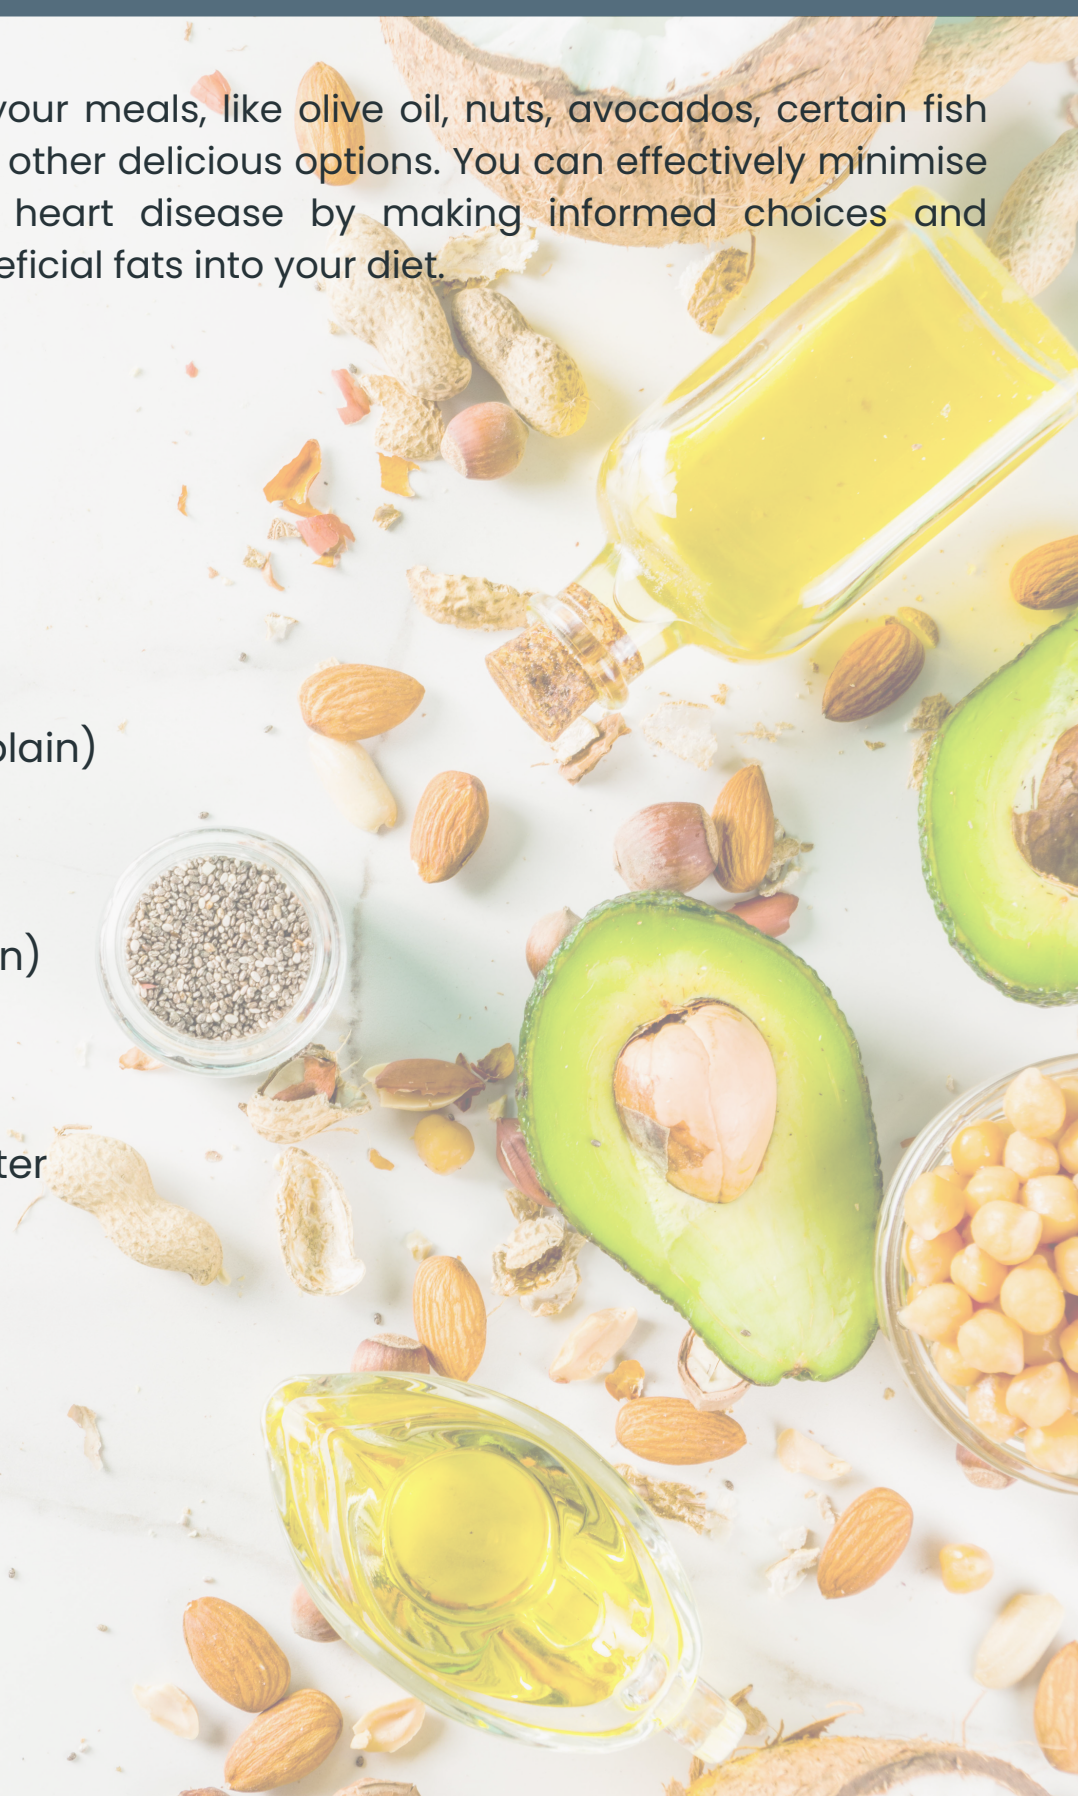 your meals, like olive oil, nuts, avocados, certain fish
other delicious options. You can effectively minimise
heart disease by making informed choices and
eficial fats into your diet.
plain)
n)
ter